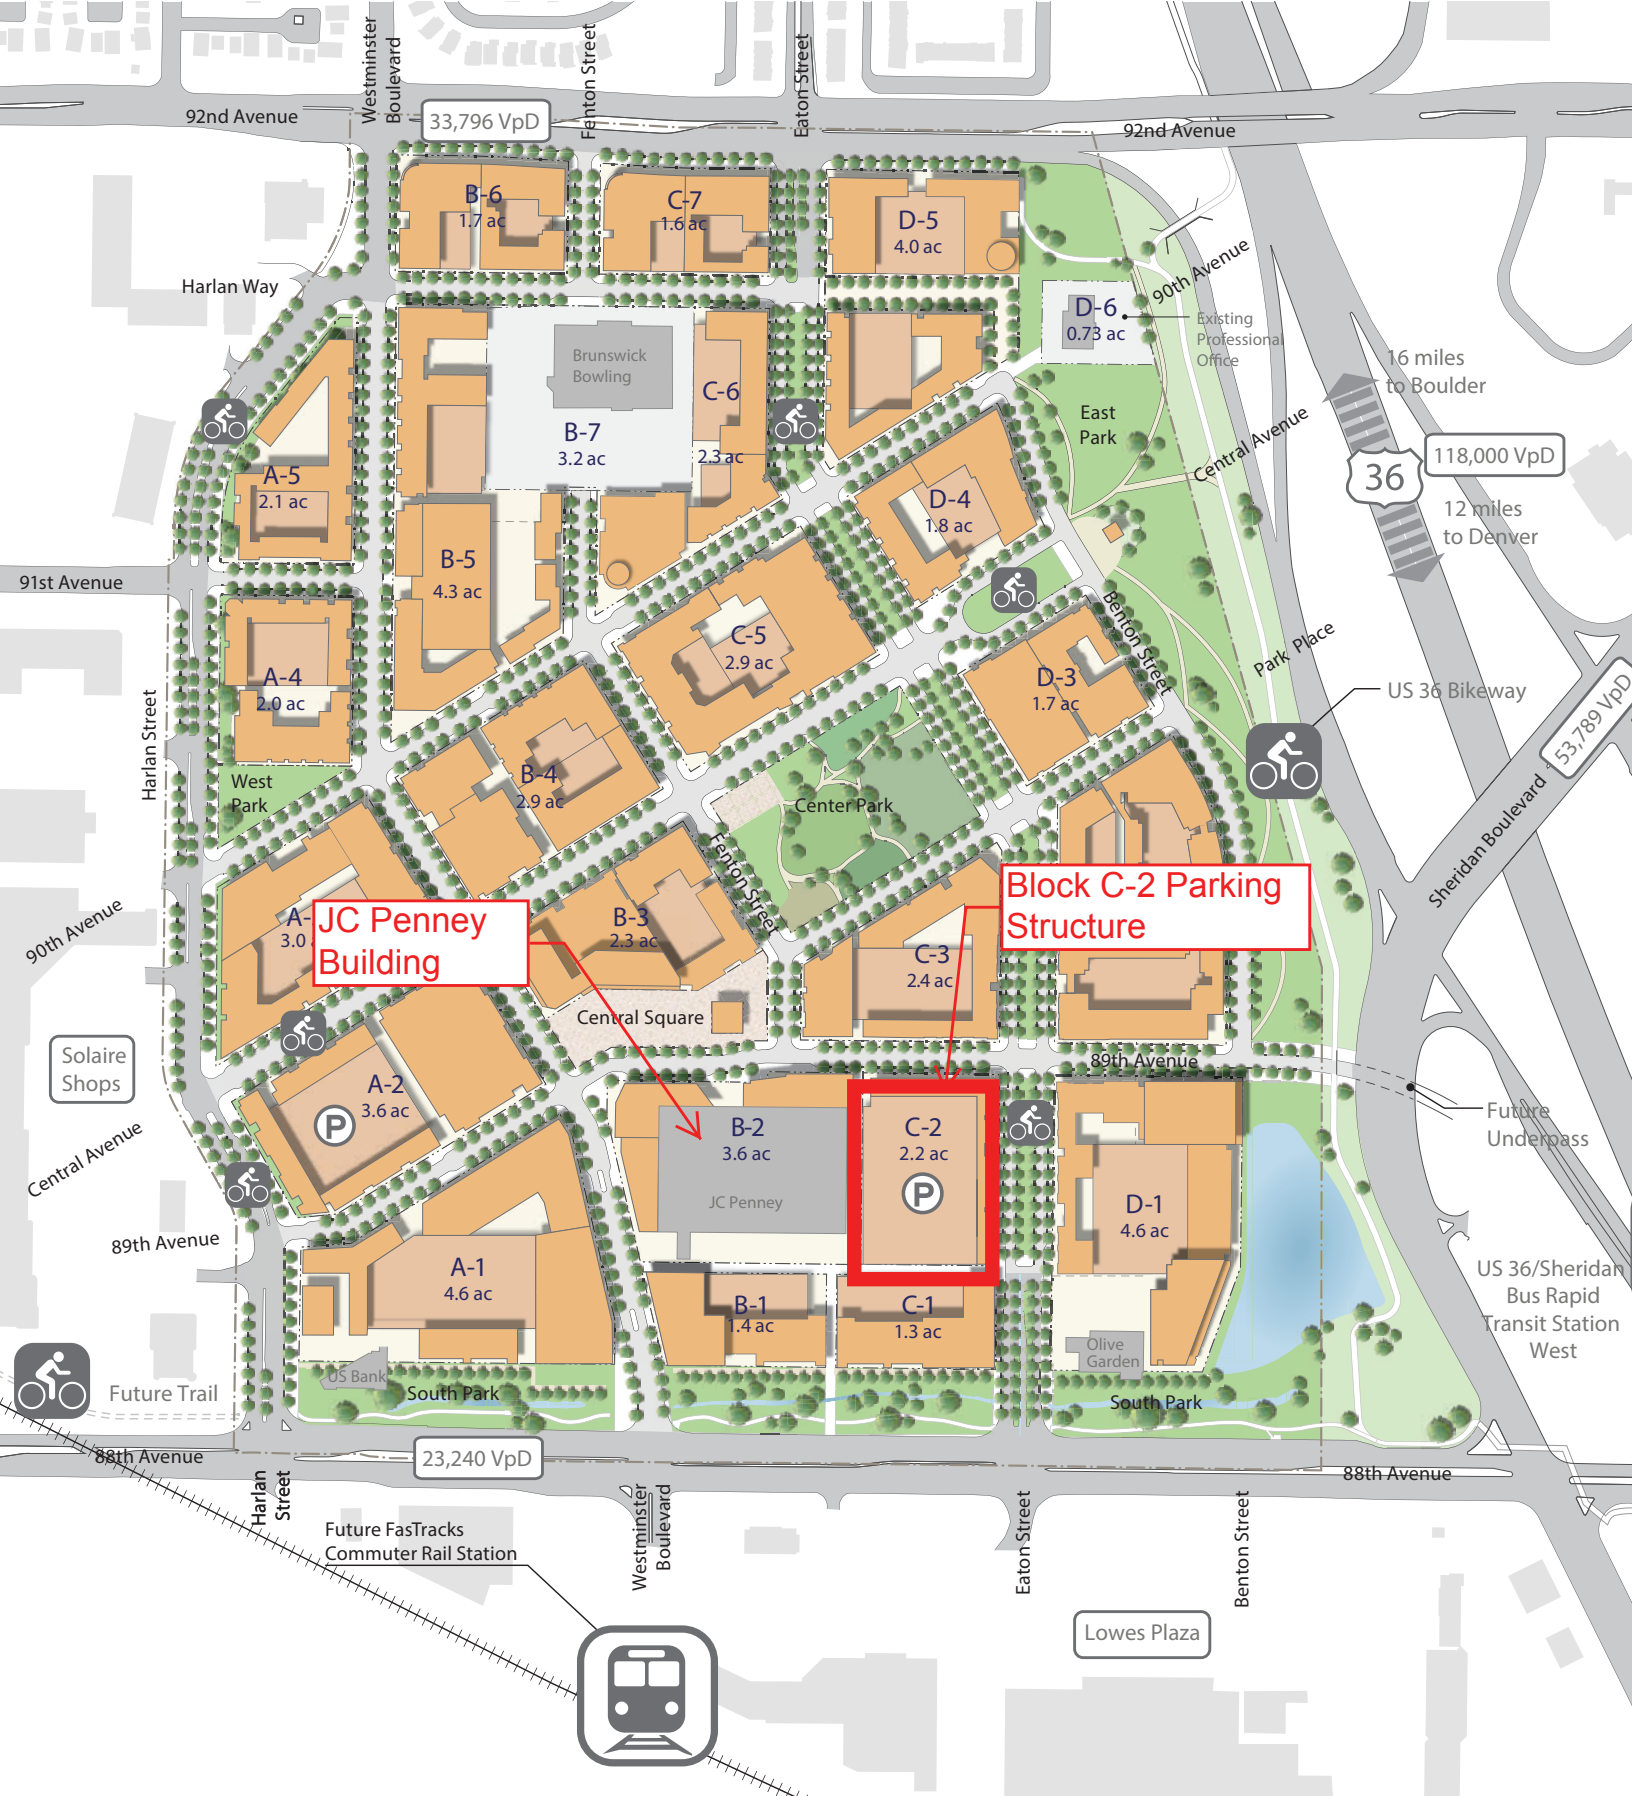 Westminster
Boulevard
Fenton Street
Eaton Street
92nd Avenue
33,796 VpD
92nd Avenue
B-6
1.7 ac
C-7
1.6 ac
D-5
4.0 ac
Harlan Way
90th Avenue
D-6
0.73 ac
Existing
Professional
Office
Brunswick
Bowling
C-6
2.3 ac
B-7
3.2 ac
16 miles
to Boulder
East
Park
Central Avenue
118,000 VpD
36
12 miles
to Denver
A-5
2.1 ac
D-4
1.8 ac
B-5
4.3 ac
91st Avenue
Benton Street
C-5
2.9 ac
Park Place
A-4
2.0 ac
D-3
1.7 ac
US 36 Bikeway
53,789 VpD
Harlan Street
West
Park
B-4
2.9 ac
Center Park
Sheridan Boulevard
Fenton Street
Block C-2 Parking
Structure
90th Avenue
A-
3.0
JC Penney
Building
B-3
2.3 ac
C-3
2.4 ac
Central Square
89th Avenue
Solaire
Shops
A-2
3.6 ac
P
B-2
3.6 ac
JC Penney
C-2
2.2 ac
P
Future
Underpass
Central Avenue
D-1
4.6 ac
89th Avenue
A-1
4.6 ac
B-1
1.4 ac
C-1
1.3 ac
US 36/Sheridan
Bus Rapid
Transit Station
West
Olive
Garden
US Bank
Future Trail
South Park
South Park
88th Avenue
23,240 VpD
88th Avenue
Harlan
Street
Westminster
Boulevard
Eaton Street
Benton Street
Future FasTracks
Commuter Rail Station
Lowes Plaza